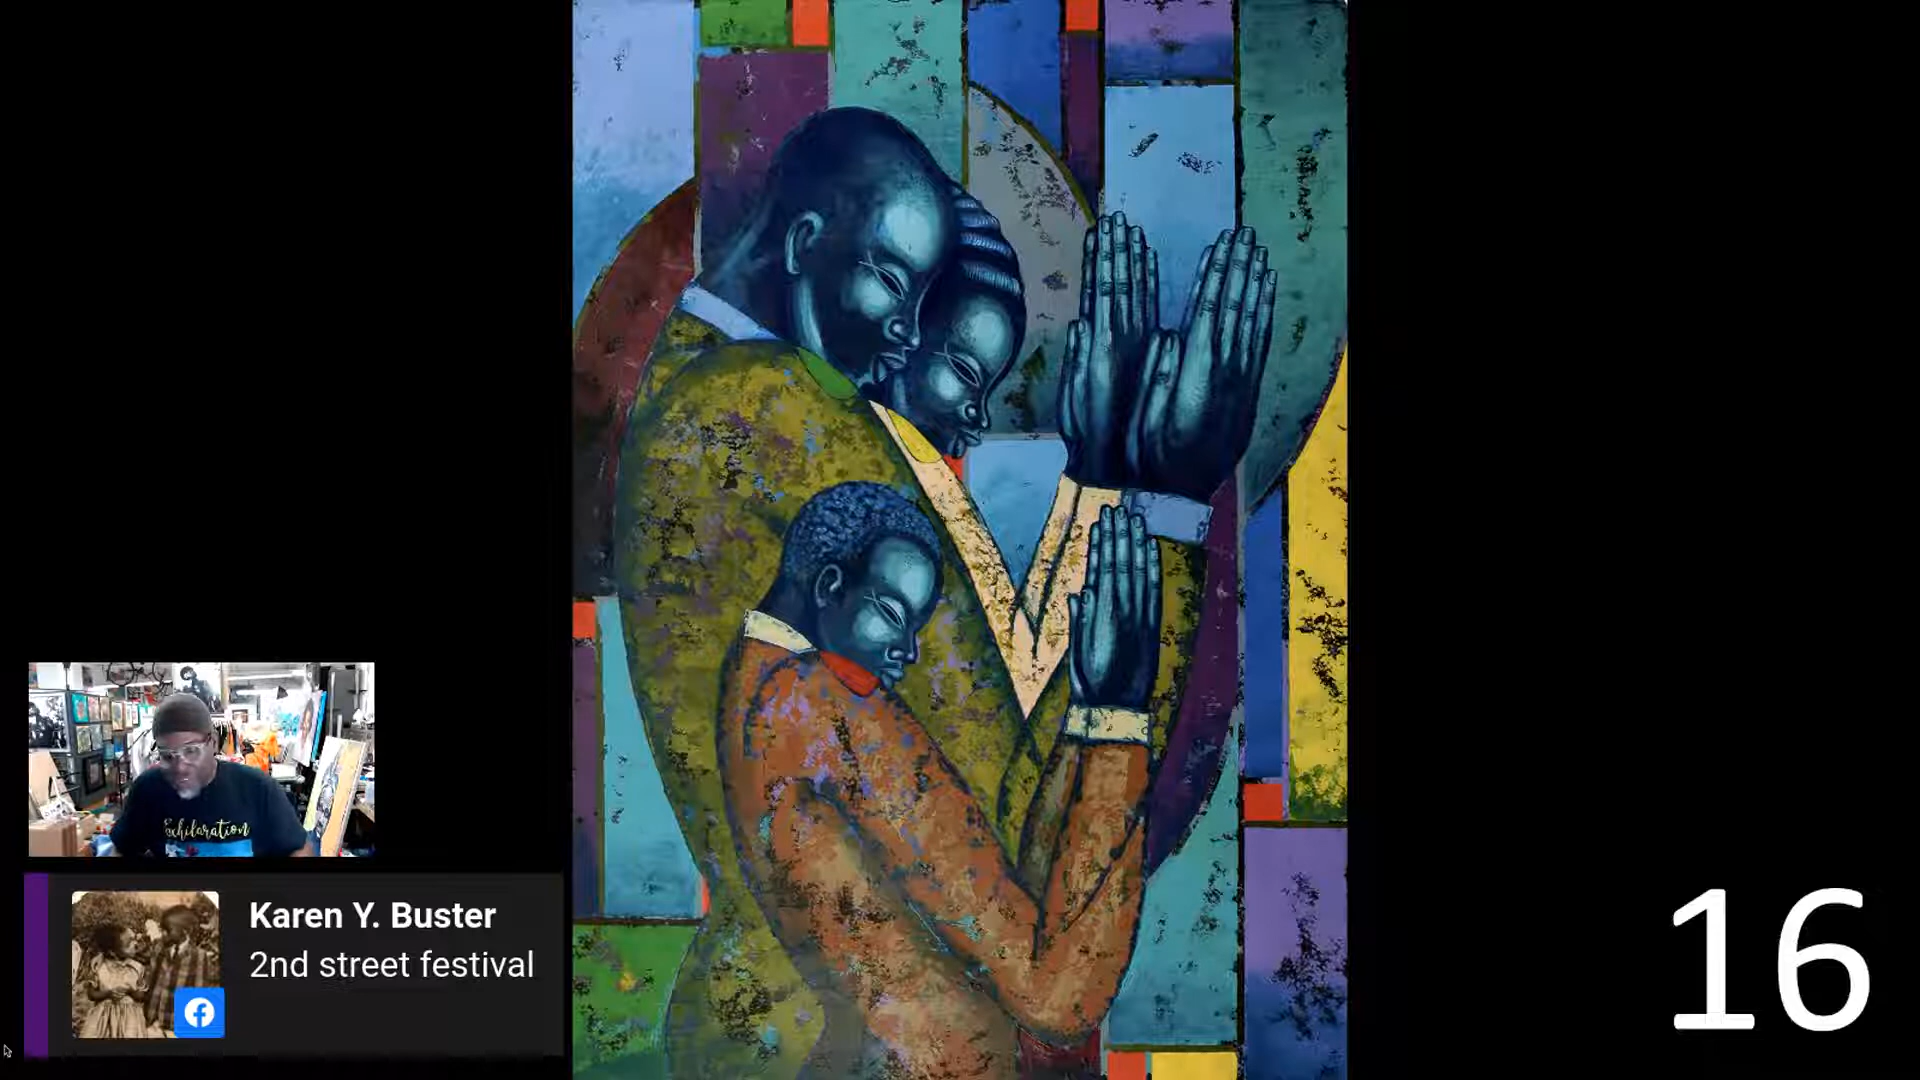 Exhilaration
Karen Y. Buster
2nd street festival
16